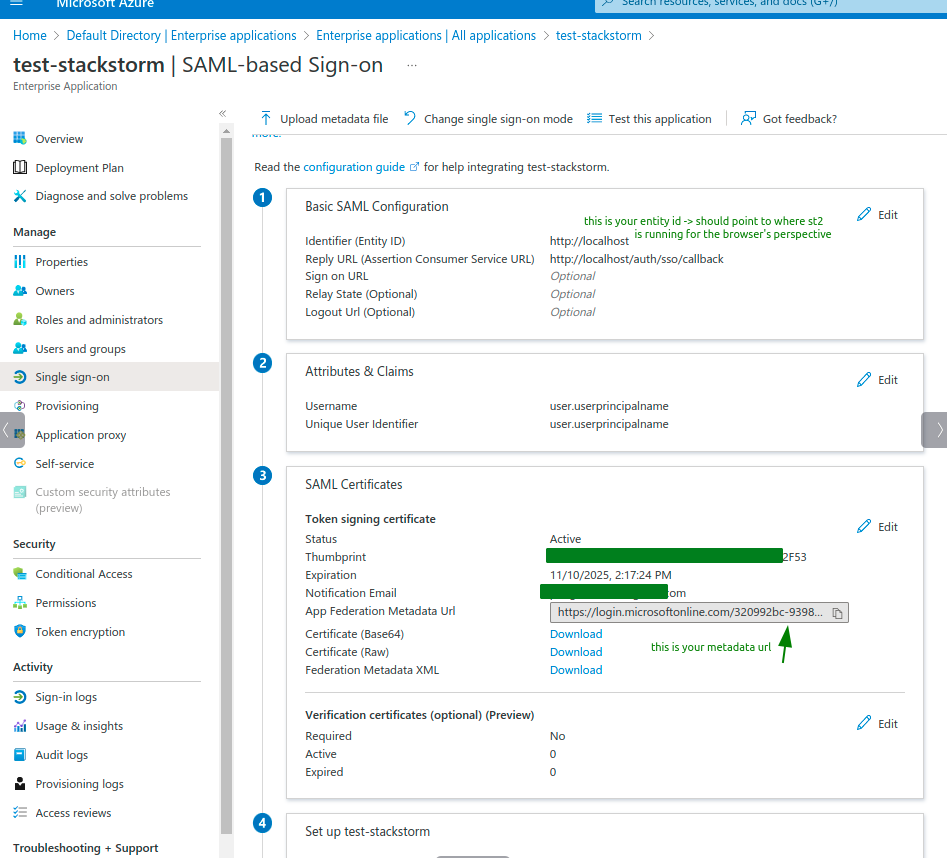 Microsoft Azure
Search resources, services, and docs (G+/)
Home > Default Directory | Enterprise applications > Enterprise applications | All applications > test-stackstorm >
test-stackstorm | SAML-based Sign-on ...
Enterprise Application
«
Overview
Deployment Plan
Diagnose and solve problems
Manage
Properties
Owners
Roles and administrators
Users and groups
Single sign-on
Provisioning
Application proxy
Self-service
Custom security attributes
(preview)
Security
Conditional Access
Permissions
Token encryption
Activity
Sign-in logs
Usage & insights
Audit logs
Provisioning logs
Access reviews
Troubleshooting + Support
Upload metadata file Change single sign-on mode Test this application Got feedback?
more.
Read the configuration guide for help integrating test-stackstorm.
1
Basic SAML Configuration
Edit
this is your entity id -> should point to where st2
is running for the browser's perspective
Identifier (Entity ID) http://localhost
Reply URL (Assertion Consumer Service URL) http://localhost/auth/sso/callback
Sign on URL Optional
Relay State (Optional) Optional
Logout Url (Optional) Optional
2
Attributes & Claims
Edit
Username user.userprincipalname
Unique User Identifier user.userprincipalname
3
SAML Certificates
Token signing certificate
Edit
Status Active
Thumbprint 2F53
Expiration 11/10/2025, 2:17:24 PM
Notification Email om
App Federation Metadata Url https://login.microsoftonline.com/320992bc-9398...
Certificate (Base64) Download
Certificate (Raw) Download
this is your metadata url
Federation Metadata XML Download
Verification certificates (optional) (Preview)
Edit
Required No
Active 0
Expired 0
4
Set up test-stackstorm